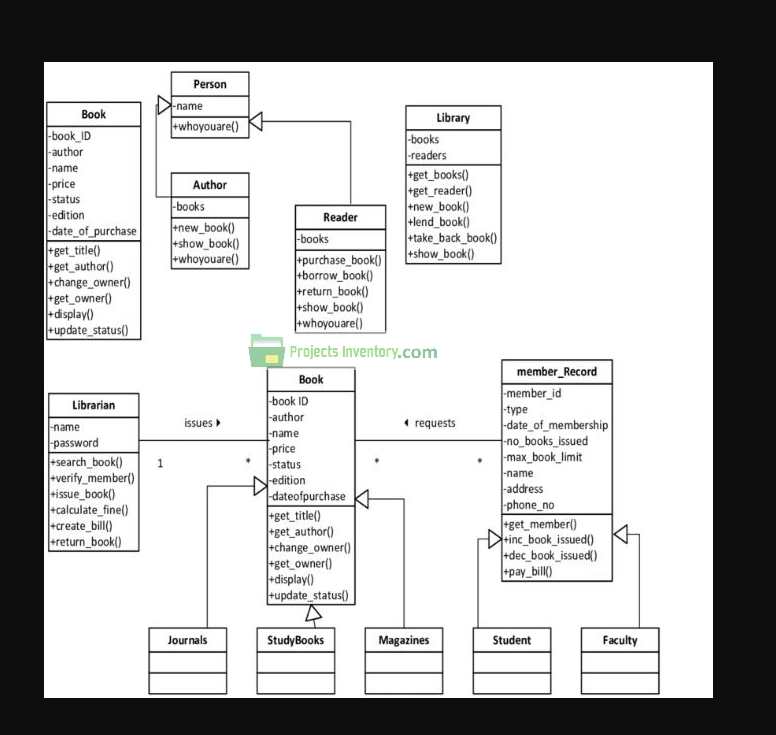 Person
-name
+whoyouare()
Book
-book_ID
-author
-name
-price
-status
-edition
-date_of_purchase
+get_title()
+get_author()
+change_owner()
+get_owner()
+display()
+update_status()
Author
-books
+new_book()
+show_book()
+whoyouare()
Reader
-books
+purchase_book()
+borrow_book()
+return_book()
+show_book()
+whoyouare()
Library
-books
-readers
+get_books()
+get_reader()
+new_book()
+lend_book()
+take_back_book()
+show_book()
Projects Inventory.com
Librarian
-name
-password
+search_book()
+verify_member()
+issue_book()
+calculate_fine()
+create_bill()
+return_book()
issues
1
*
Book
-book ID
-author
-name
-price
-status
-edition
-dateofpurchase
+get_title()
+get_author()
+change_owner()
+get_owner()
+display()
+update_status()
requests
*
*
member_Record
-member_id
-type
-date_of_membership
-no_books_issued
-max_book_limit
-name
-address
-phone_no
+get_member()
+inc_book_issued()
+dec_book_issued()
+pay_bill()
Journals
StudyBooks
Magazines
Student
Faculty